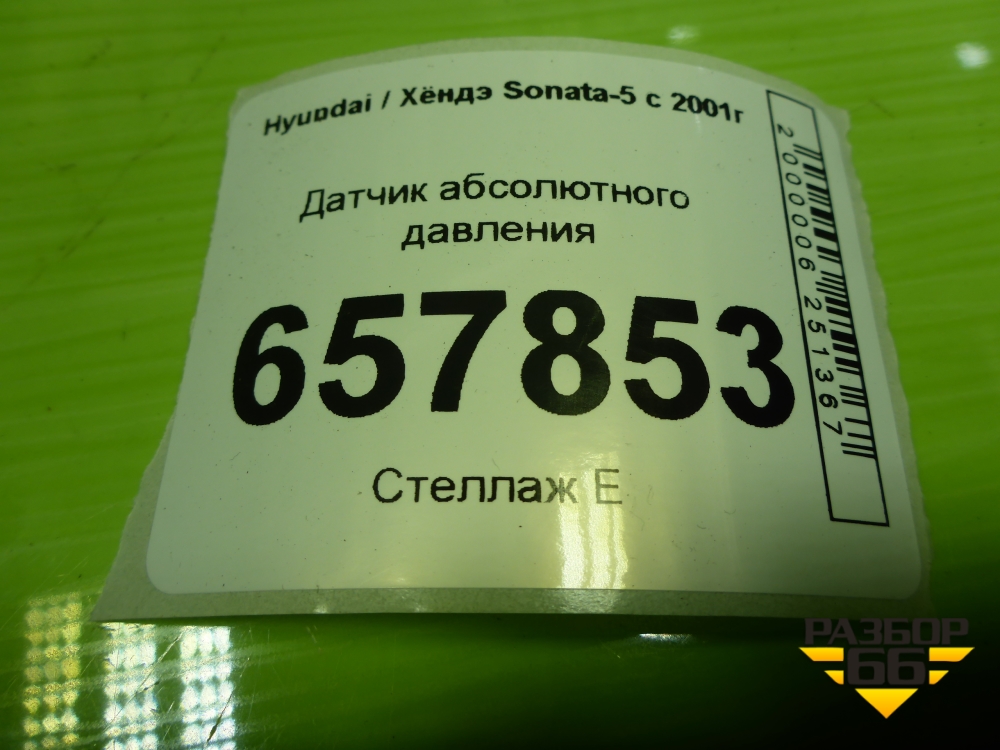 Hyundai / Хёндэ Sonata-5 с 2001г
Датчик абсолютного
давления
657853
Стеллаж Е
2000006251367
РАЗБОР
66